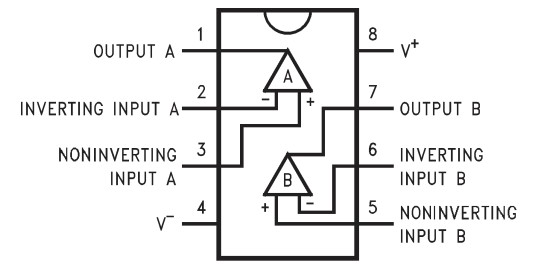 1
OUTPUT A
2
INVERTING INPUT A
3
NONINVERTING
INPUT A
4
V⁻
8
V⁺
7
OUTPUT B
6
INVERTING
INPUT B
5
NONINVERTING
INPUT B
A
- +
B
+ -